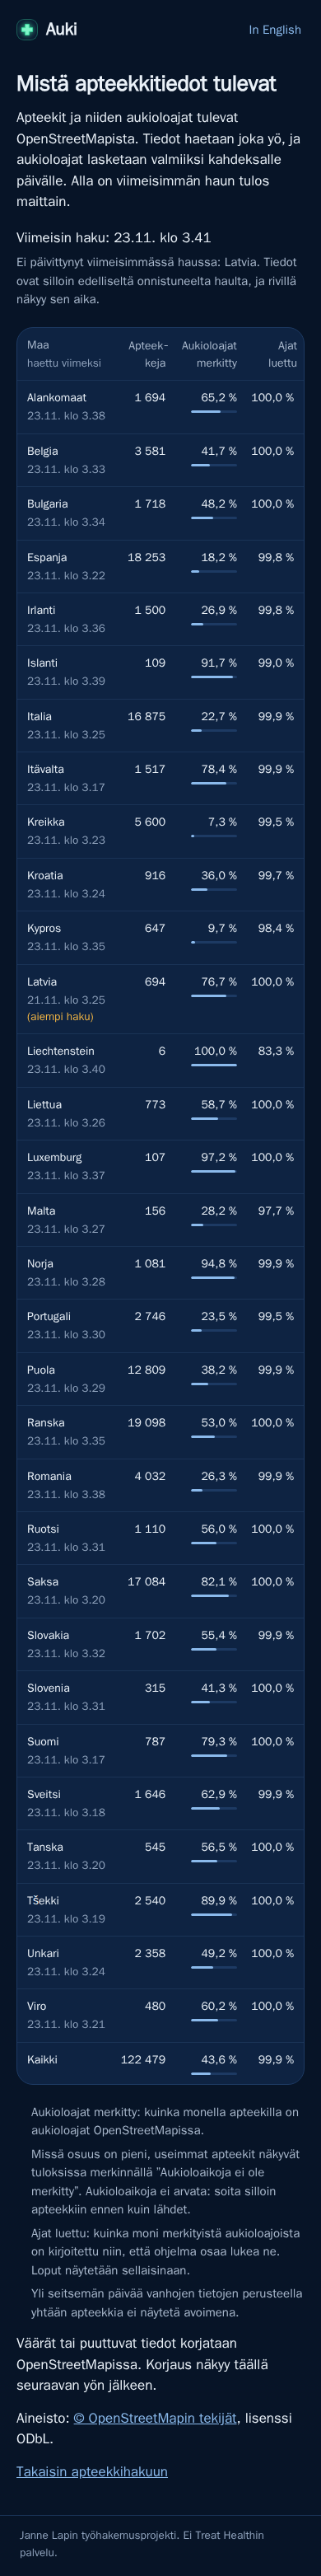 Auki
In English
Mistä apteekkitiedot tulevat
Apteekit ja niiden aukioloajat tulevat
OpenStreetMapista. Tiedot haetaan joka yö, ja
aukioloajat lasketaan valmiiksi kahdeksalle
päivälle. Alla on viimeisimmän haun tulos
maittain.
Viimeisin haku: 23.11. klo 3.41
Ei päivittynyt viimeisimmässä haussa: Latvia. Tiedot
ovat silloin edelliseltä onnistuneelta haulta, ja rivillä
näkyy sen aika.
Maa Apteek- Aukioloajat Ajat
haettu viimeksi keja merkitty luettu
Alankomaat 1 694 65,2 % 100,0 %
23.11. klo 3.38
Belgia 3 581 41,7 % 100,0 %
23.11. klo 3.33
Bulgaria 1 718 48,2 % 100,0 %
23.11. klo 3.34
Espanja 18 253 18,2 % 99,8 %
23.11. klo 3.22
Irlanti 1 500 26,9 % 99,8 %
23.11. klo 3.36
Islanti 109 91,7 % 99,0 %
23.11. klo 3.39
Italia 16 875 22,7 % 99,9 %
23.11. klo 3.25
Itävalta 1 517 78,4 % 99,9 %
23.11. klo 3.17
Kreikka 5 600 7,3 % 99,5 %
23.11. klo 3.23
Kroatia 916 36,0 % 99,7 %
23.11. klo 3.24
Kypros 647 9,7 % 98,4 %
23.11. klo 3.35
Latvia 694 76,7 % 100,0 %
21.11. klo 3.25
(aiempi haku)
Liechtenstein 6 100,0 % 83,3 %
23.11. klo 3.40
Liettua 773 58,7 % 100,0 %
23.11. klo 3.26
Luxemburg 107 97,2 % 100,0 %
23.11. klo 3.37
Malta 156 28,2 % 97,7 %
23.11. klo 3.27
Norja 1 081 94,8 % 99,9 %
23.11. klo 3.28
Portugali 2 746 23,5 % 99,5 %
23.11. klo 3.30
Puola 12 809 38,2 % 99,9 %
23.11. klo 3.29
Ranska 19 098 53,0 % 100,0 %
23.11. klo 3.35
Romania 4 032 26,3 % 99,9 %
23.11. klo 3.38
Ruotsi 1 110 56,0 % 100,0 %
23.11. klo 3.31
Saksa 17 084 82,1 % 100,0 %
23.11. klo 3.20
Slovakia 1 702 55,4 % 99,9 %
23.11. klo 3.32
Slovenia 315 41,3 % 100,0 %
23.11. klo 3.31
Suomi 787 79,3 % 100,0 %
23.11. klo 3.17
Sveitsi 1 646 62,9 % 99,9 %
23.11. klo 3.18
Tanska 545 56,5 % 100,0 %
23.11. klo 3.20
Tšekki 2 540 89,9 % 100,0 %
23.11. klo 3.19
Unkari 2 358 49,2 % 100,0 %
23.11. klo 3.24
Viro 480 60,2 % 100,0 %
23.11. klo 3.21
Kaikki 122 479 43,6 % 99,9 %
Aukioloajat merkitty: kuinka monella apteekilla on
aukioloajat OpenStreetMapissa.
Missä osuus on pieni, useimmat apteekit näkyvät
tuloksissa merkinnällä "Aukioloaikoja ei ole
merkitty". Aukioloaikoja ei arvata: soita silloin
apteekkiin ennen kuin lähdet.
Ajat luettu: kuinka moni merkityistä aukioloajoista
on kirjoitettu niin, että ohjelma osaa lukea ne.
Loput näytetään sellaisinaan.
Yli seitsemän päivää vanhojen tietojen perusteella
yhtään apteekkia ei näytetä avoimena.
Väärät tai puuttuvat tiedot korjataan
OpenStreetMapissa. Korjaus näkyy täällä
seuraavan yön jälkeen.
Aineisto: © OpenStreetMapin tekijät, lisenssi
ODbL.
Takaisin apteekkihakuun
Janne Lapin työhakemusprojekti. Ei Treat Healthin
palvelu.